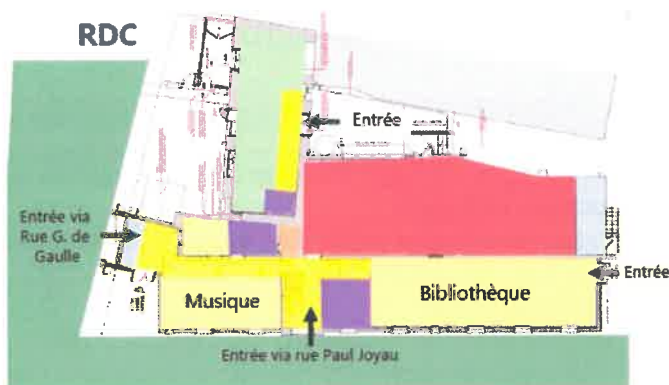 RDC
Entrée
Entrée via
Rue G. de
Gaulle
Entrée
Musique
Bibliothèque
Entrée via rue Paul Joyau